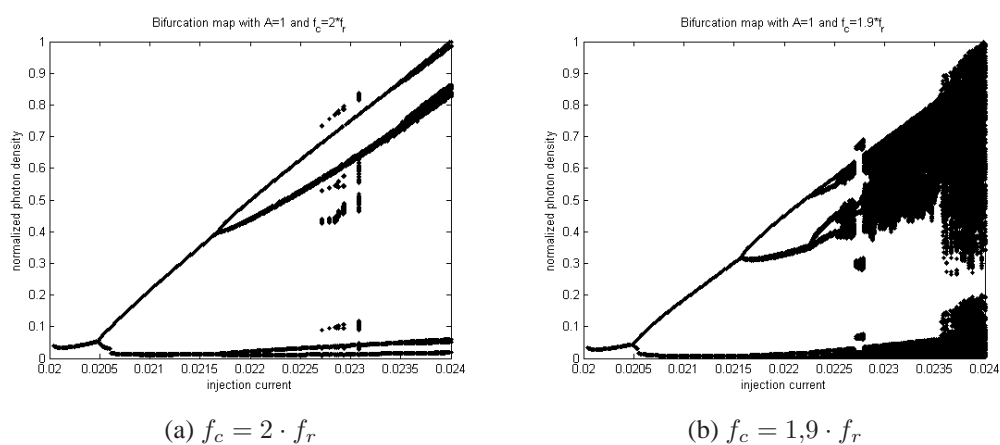 Bifurcation map with A=1 and f_c=2*f_r
normalized photon density
1
0.9
0.8
0.7
0.6
0.5
0.4
0.3
0.2
0.1
0
0.02 0.0205 0.021 0.0215 0.022 0.0225 0.023 0.0235 0.024
injection current
(a) f_c = 2 · f_r
Bifurcation map with A=1 and f_c=1.9*f_r
normalized photon density
1
0.9
0.8
0.7
0.6
0.5
0.4
0.3
0.2
0.1
0
0.02 0.0205 0.021 0.0215 0.022 0.0225 0.023 0.0235 0.024
injection current
(b) f_c = 1,9 · f_r